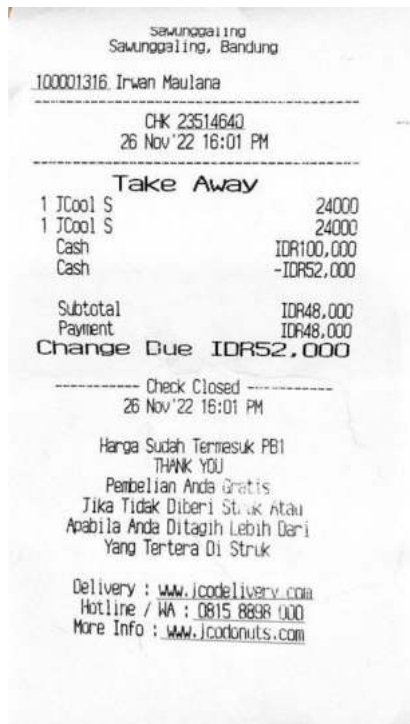 Sawunggaling
Sawunggaling, Bandung
100001316 Irwan Maulana
CHK 23514640
26 Nov'22 16:01 PM
Take Away
1 JCool S 24000
1 JCool S 24000
Cash IDR100,000
Cash -IDR52,000
Subtotal IDR48,000
Payment IDR48,000
Change Due IDR52,000
----------- Check Closed -----------
26 Nov'22 16:01 PM
Harga Sudah Termasuk PB1
THANK YOU
Pembelian Anda Gratis
Jika Tidak Diberi Struk Atau
Apabila Anda Ditagih Lebih Dari
Yang Tertera Di Struk
Delivery : www.jcodelivery.com
Hotline / WA : 0815 8898 000
More Info : www.jcodonuts.com